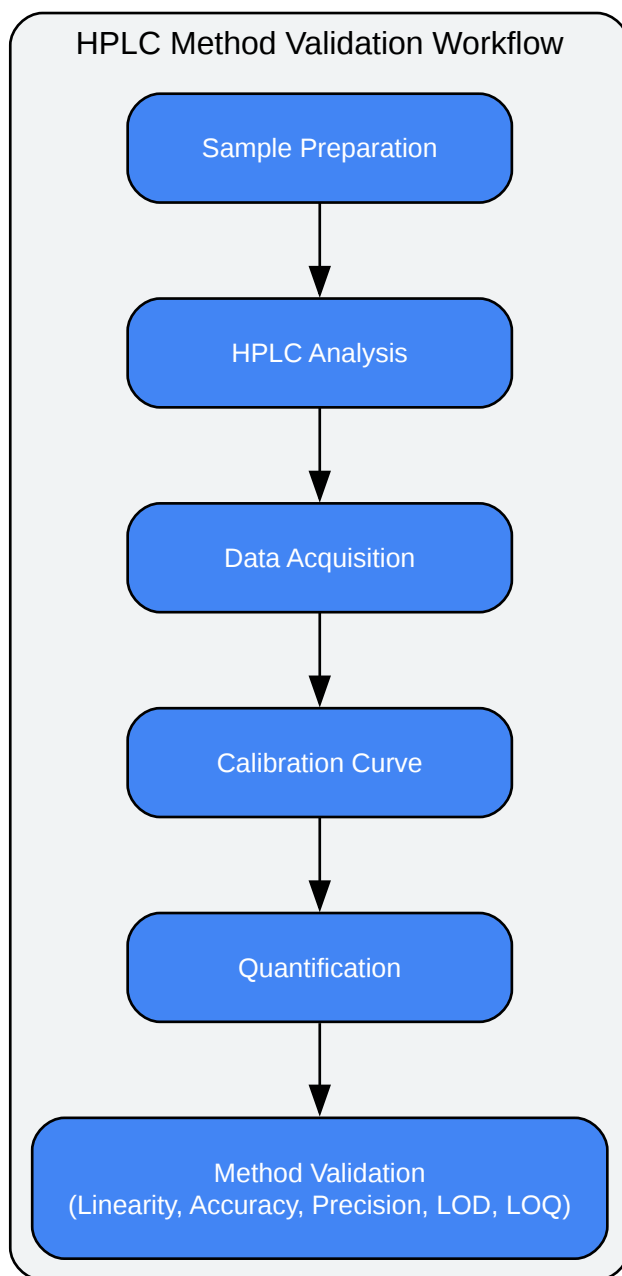 HPLC Method Validation Workflow
Sample Preparation
HPLC Analysis
Data Acquisition
Calibration Curve
Quantification
Method Validation
(Linearity, Accuracy, Precision, LOD, LOQ)